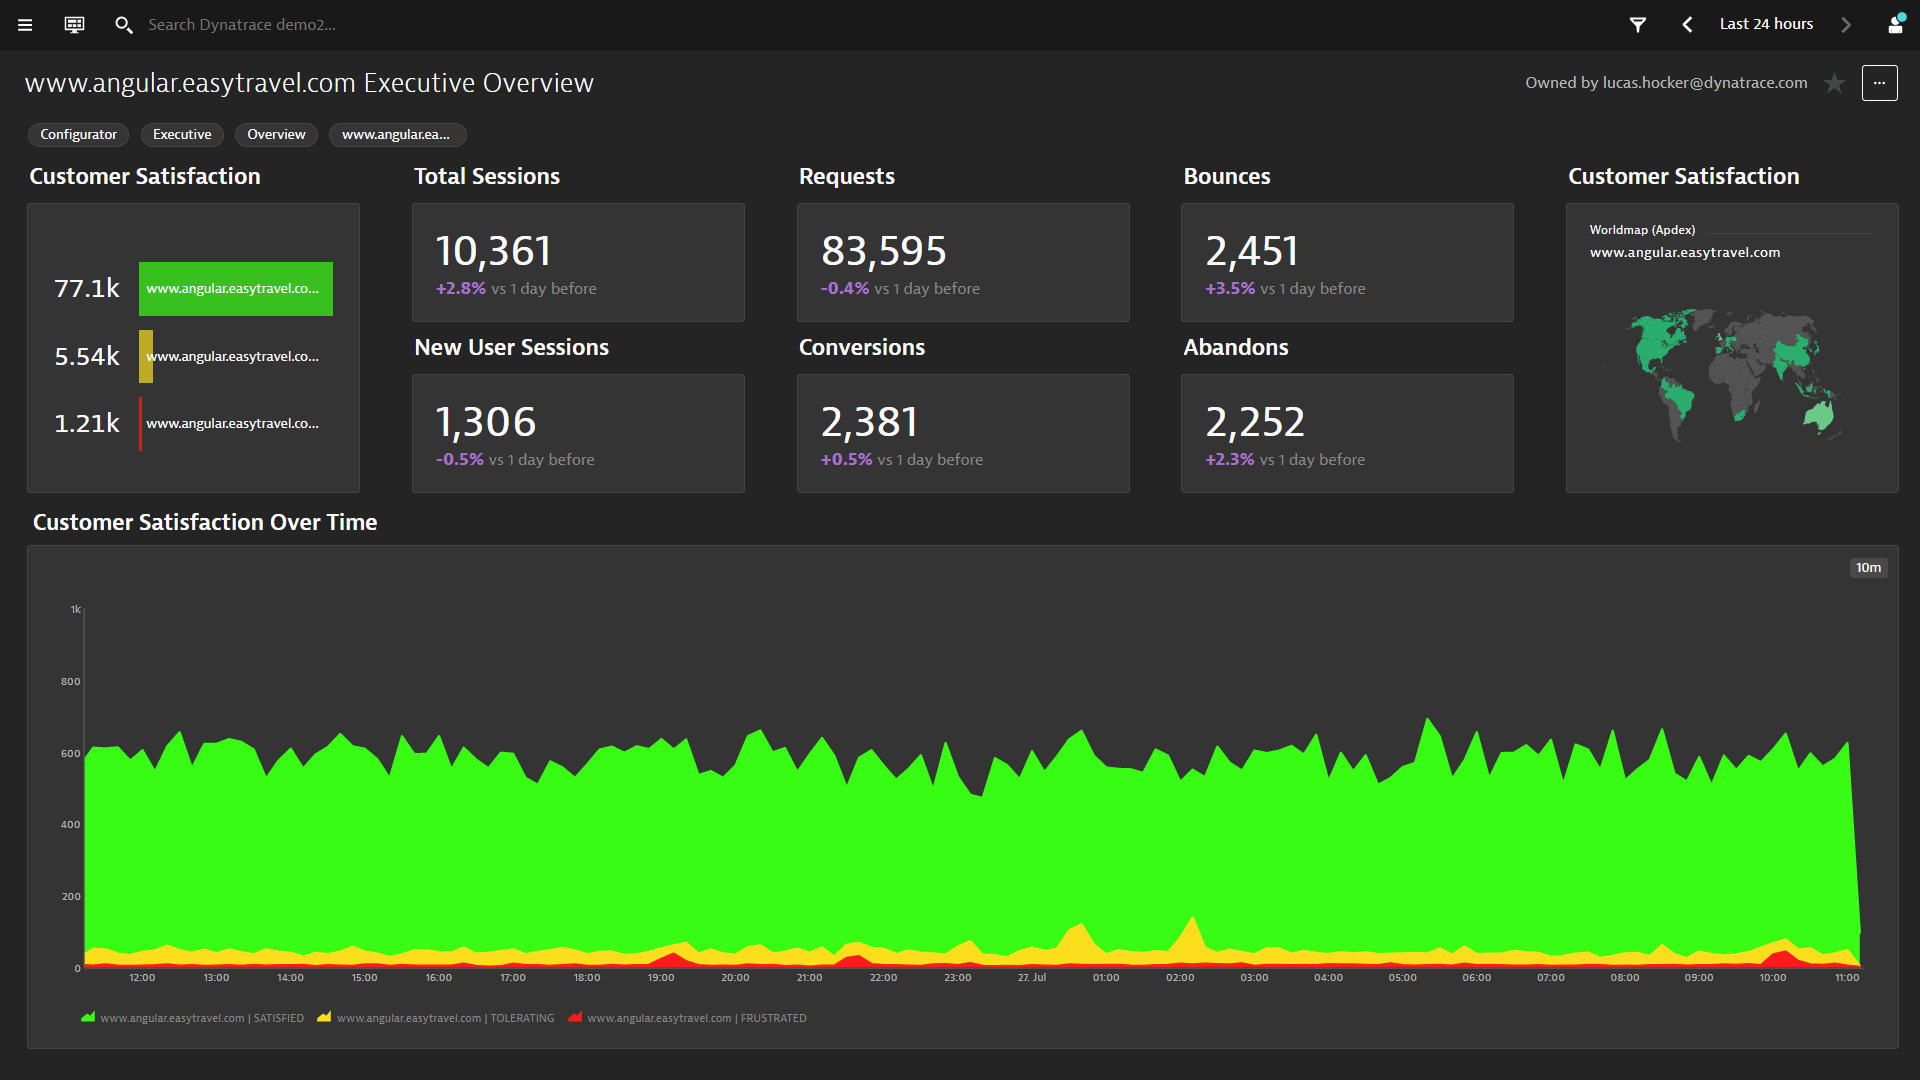 Search Dynatrace demo2...
Last 24 hours
www.angular.easytravel.com Executive Overview
Owned by lucas.hocker@dynatrace.com
...
Configurator
Executive
Overview
www.angular.ea...
Customer Satisfaction
77.1k
www.angular.easytravel.co...
5.54k
www.angular.easytravel.co...
1.21k
www.angular.easytravel.co...
Total Sessions
10,361
+2.8% vs 1 day before
Requests
83,595
-0.4% vs 1 day before
Bounces
2,451
+3.5% vs 1 day before
New User Sessions
1,306
-0.5% vs 1 day before
Conversions
2,381
+0.5% vs 1 day before
Abandons
2,252
+2.3% vs 1 day before
Customer Satisfaction
Worldmap (Apdex)
www.angular.easytravel.com
Customer Satisfaction Over Time
10m
1k
800
600
400
200
0
12:00 13:00 14:00 15:00 16:00 17:00 18:00 19:00 20:00 21:00 22:00 23:00 27. Jul 01:00 02:00 03:00 04:00 05:00 06:00 07:00 08:00 09:00 10:00 11:00
www.angular.easytravel.com | SATISFIED
www.angular.easytravel.com | TOLERATING
www.angular.easytravel.com | FRUSTRATED